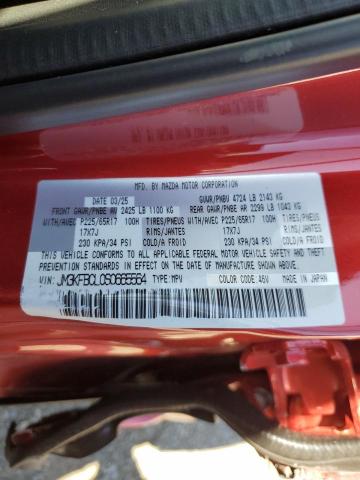 MFD BY MAZDA MOTOR CORPORATION
DATE 03/25 GVWR/PNBV 4724 LB 2143 KG
FRONT GAWR/PNBE AV 2425 LB 1100 KG REAR GAWR/PNBE AR 2299 LB 1043 KG
WITH/AVEC P225/65R17 100H TIRES/PNEUS WITH/AVEC P225/65R17 100H TIRES/PNEUS
17X7J RIMS/JANTES 17X7J RIMS/JANTES
230 KPA/34 PSI COLD/A FROID 230 KPA/34 PSI COLD/A FROID
THIS VEHICLE CONFORMS TO ALL APPLICABLE FEDERAL MOTOR VEHICLE SAFETY
STANDARDS IN EFFECT ON THE DATE OF MANUFACTURE SHOWN ABOVE.
VIN: TYPE:MPV COLOR CODE:46V MADE IN JAPAN